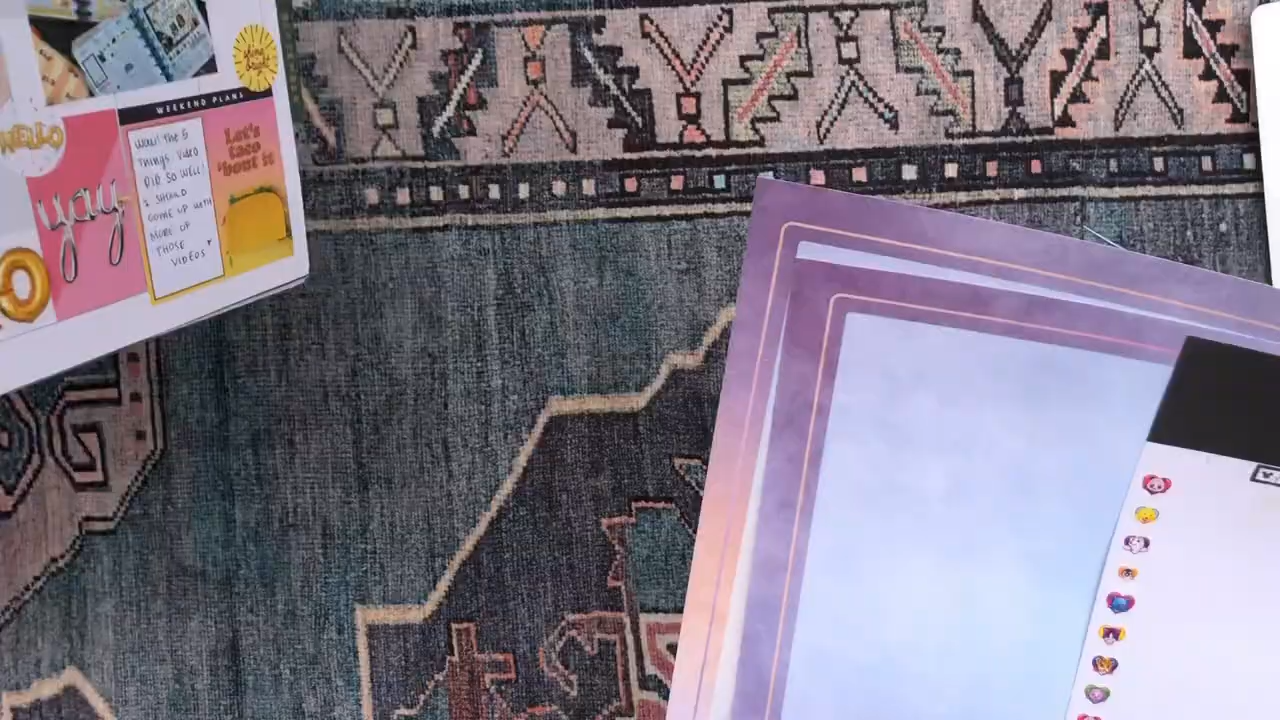 HELLO
WEEKEND PLANS
yay
WOW! THE 5
THINGS VIDEO
DID SO WELL!
I SHOULD
COME UP WITH
MORE OF
THOSE
VIDEOS
Let's
taco
'bout it